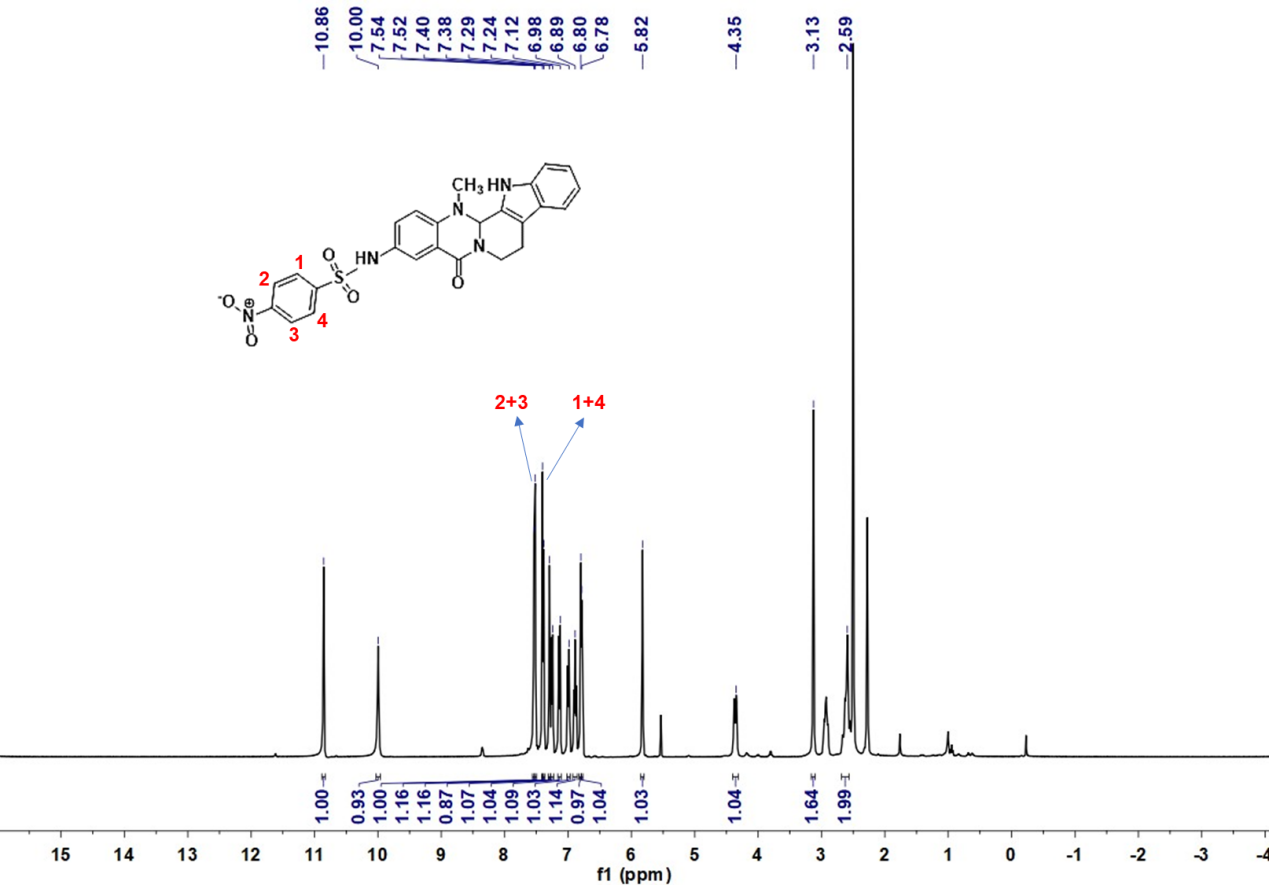 10.86
10.00
7.54
7.52
7.40
7.38
7.29
7.24
7.12
6.98
6.89
6.80
6.78
5.82
4.35
3.13
2.59
CH3 HN
N
N
HN
O
O
S
O
O
1
2
3
4
-O
⊕
N
O
2+3
1+4
1.00
0.93
1.00
1.16
1.16
0.87
1.07
1.04
1.09
1.03
1.14
0.97
1.04
1.03
1.04
1.64
1.99
15 14 13 12 11 10 9 8 7 6 5 4 3 2 1 0 -1 -2 -3 -4
f1 (ppm)